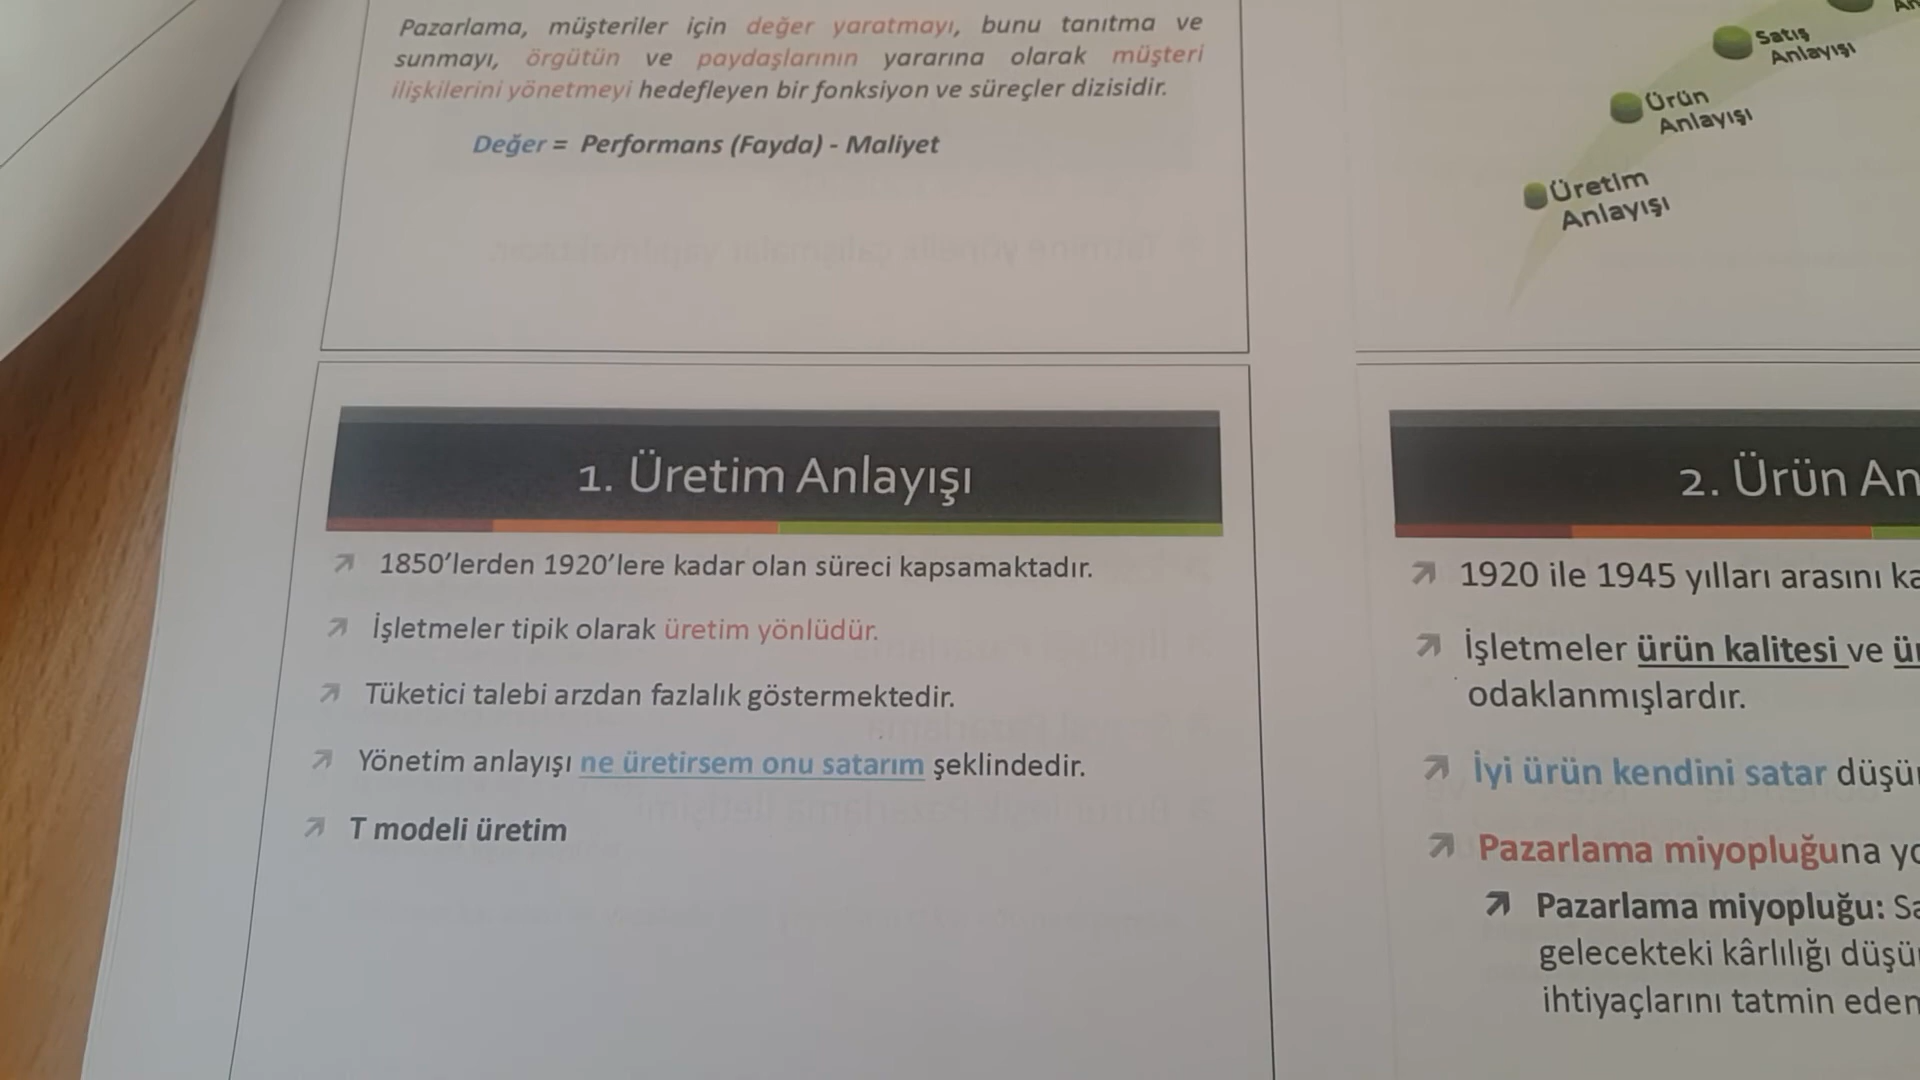 Pazarlama, müşteriler için değer yaratmayı, bunu tanıtma ve
sunmayı, örgütün ve paydaşlarının yararına olarak müşteri
ilişkilerini yönetmeyi hedefleyen bir fonksiyon ve süreçler dizisidir.
Değer = Performans (Fayda) - Maliyet
Satış
Anlayışı
Ürün
Anlayışı
Üretim
Anlayışı
1. Üretim Anlayışı
1850’lerden 1920’lere kadar olan süreci kapsamaktadır.
İşletmeler tipik olarak üretim yönlüdür.
Tüketici talebi arzdan fazlalık göstermektedir.
Yönetim anlayışı ne üretirsem onu satarım şeklindedir.
T modeli üretim
2. Ürün An
1920 ile 1945 yılları arasını ka
İşletmeler ürün kalitesi ve ür
odaklanmışlardır.
İyi ürün kendini satar düşü
Pazarlama miyopluğuna yo
Pazarlama miyopluğu: Sa
gelecekteki kârlılığı düşü
ihtiyaçlarını tatmin eden